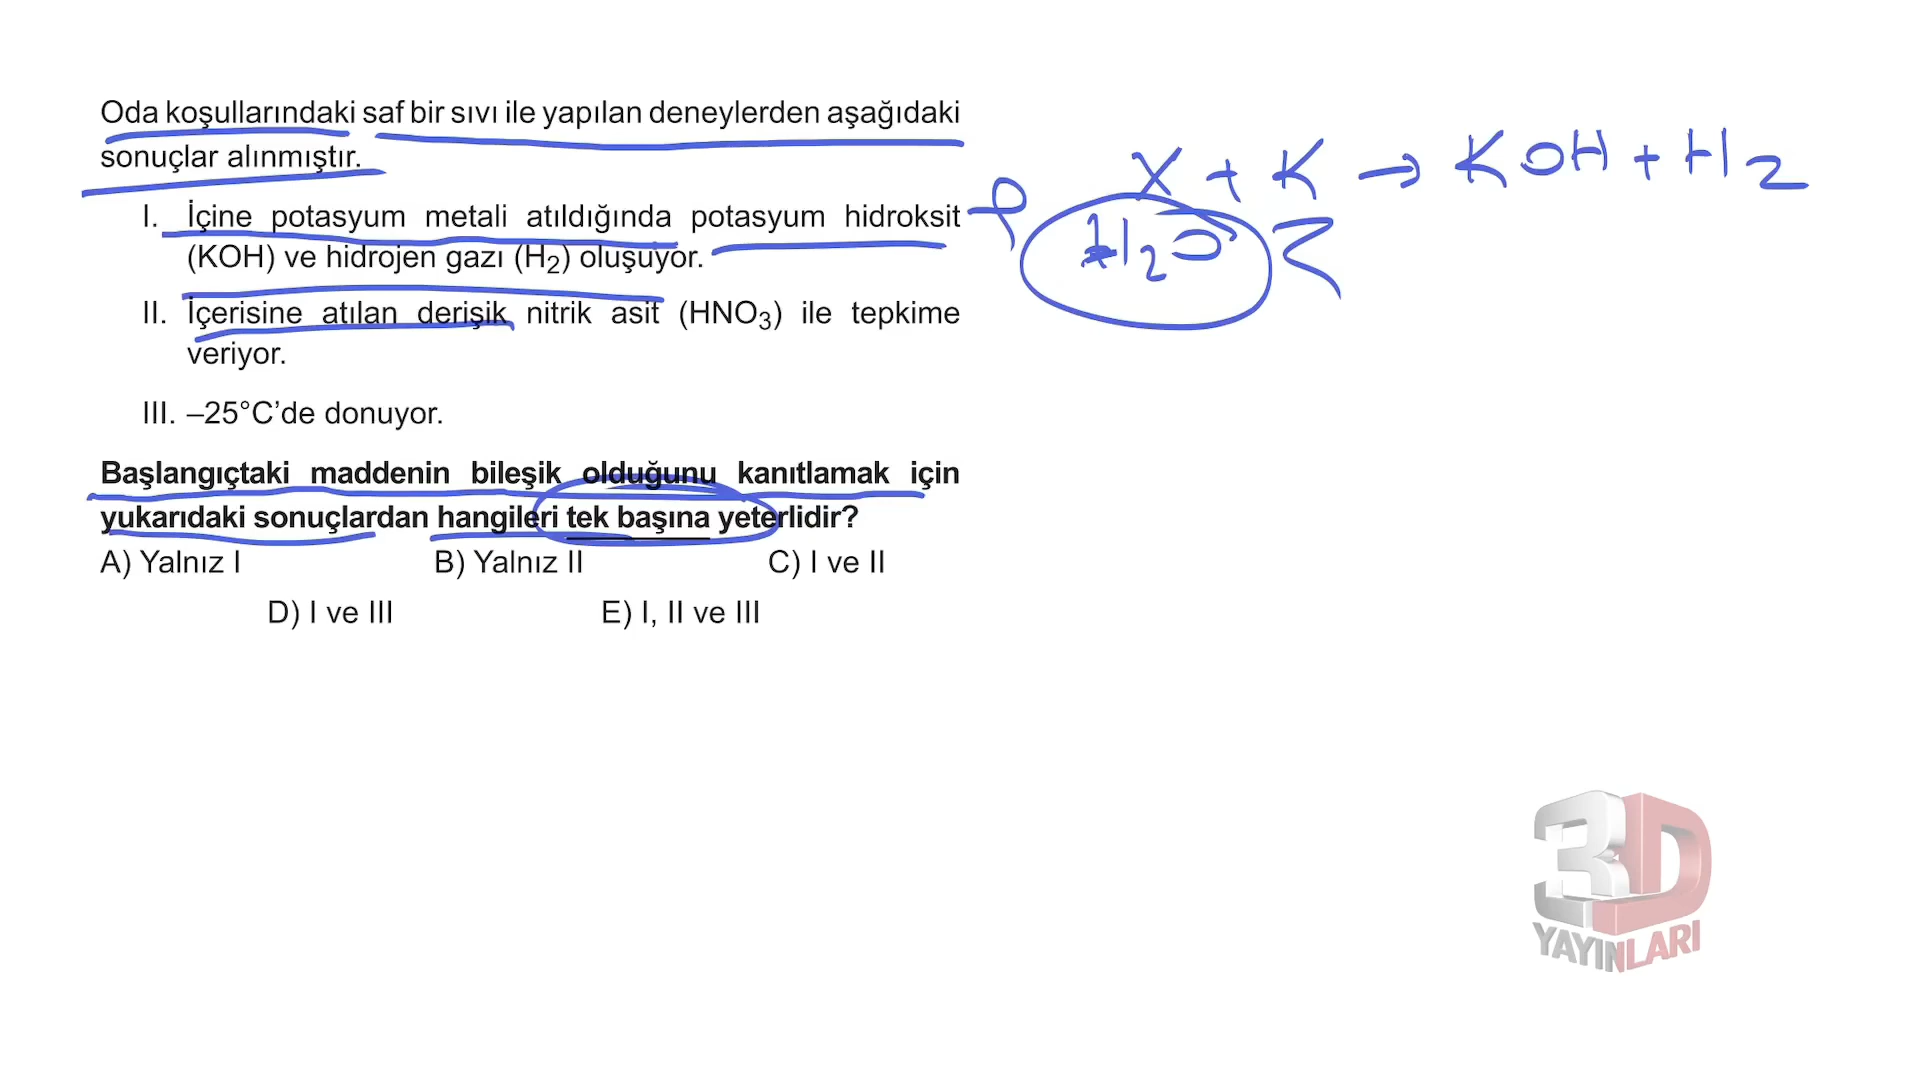 Oda koşullarındaki saf bir sıvı ile yapılan deneylerden aşağıdaki
sonuçlar alınmıştır.
I. İçine potasyum metali atıldığında potasyum hidroksit
(KOH) ve hidrojen gazı (H₂) oluşuyor.
II. İçerisine atılan derişik nitrik asit (HNO₃) ile tepkime
veriyor.
III. –25°C’de donuyor.
Başlangıçtaki maddenin bileşik olduğunu kanıtlamak için
yukarıdaki sonuçlardan hangileri tek başına yeterlidir?
A) Yalnız I B) Yalnız II C) I ve II
D) I ve III E) I, II ve III
X + K → KOH + H₂
H₂O
3D
YAYINLARI